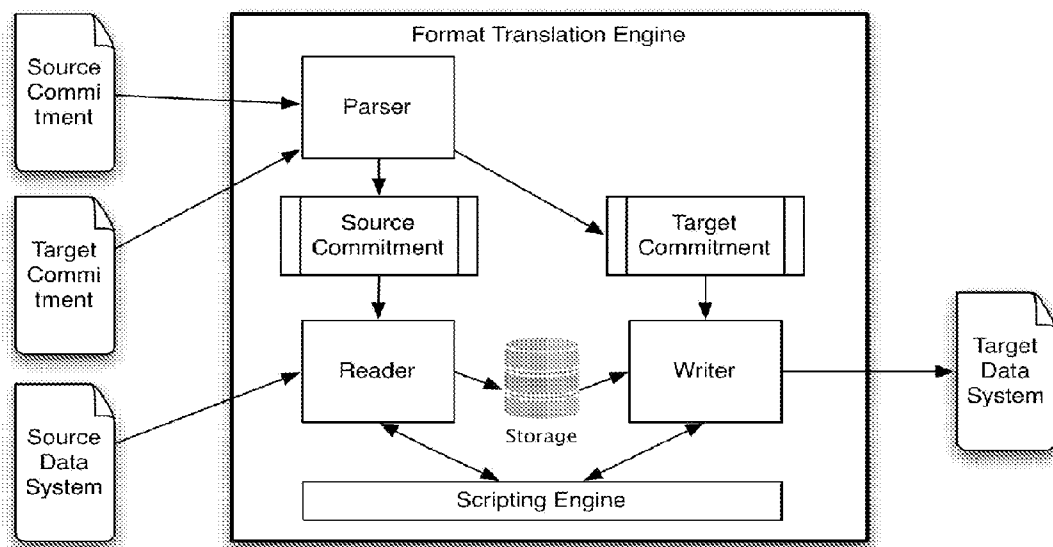 Format Translation Engine
Source
Commi
tment
Parser
Target
Commi
tment
Source
Commitment
Target
Commitment
Source
Data
System
Reader
Storage
Writer
Target
Data
System
Scripting Engine